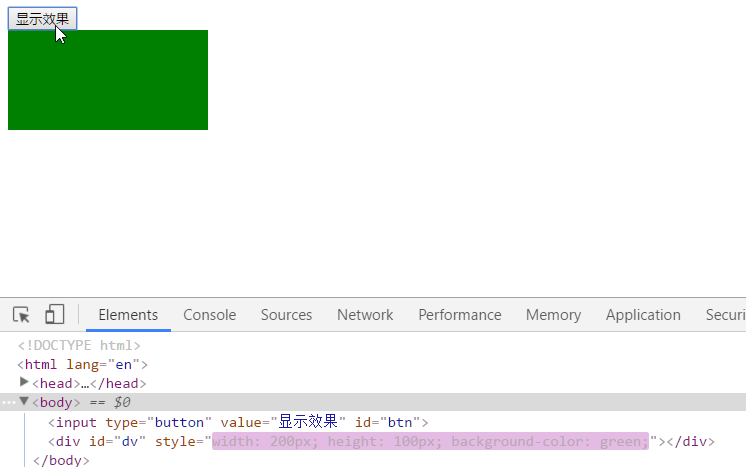 显示效果
Elements Console Sources Network Performance Memory Application Securi
<!DOCTYPE html>
<html lang="en">
<head>…</head>
<body> == $0
<input type="button" value="显示效果" id="btn">
<div id="dv" style="width: 200px; height: 100px; background-color: green;"></div>
</body>